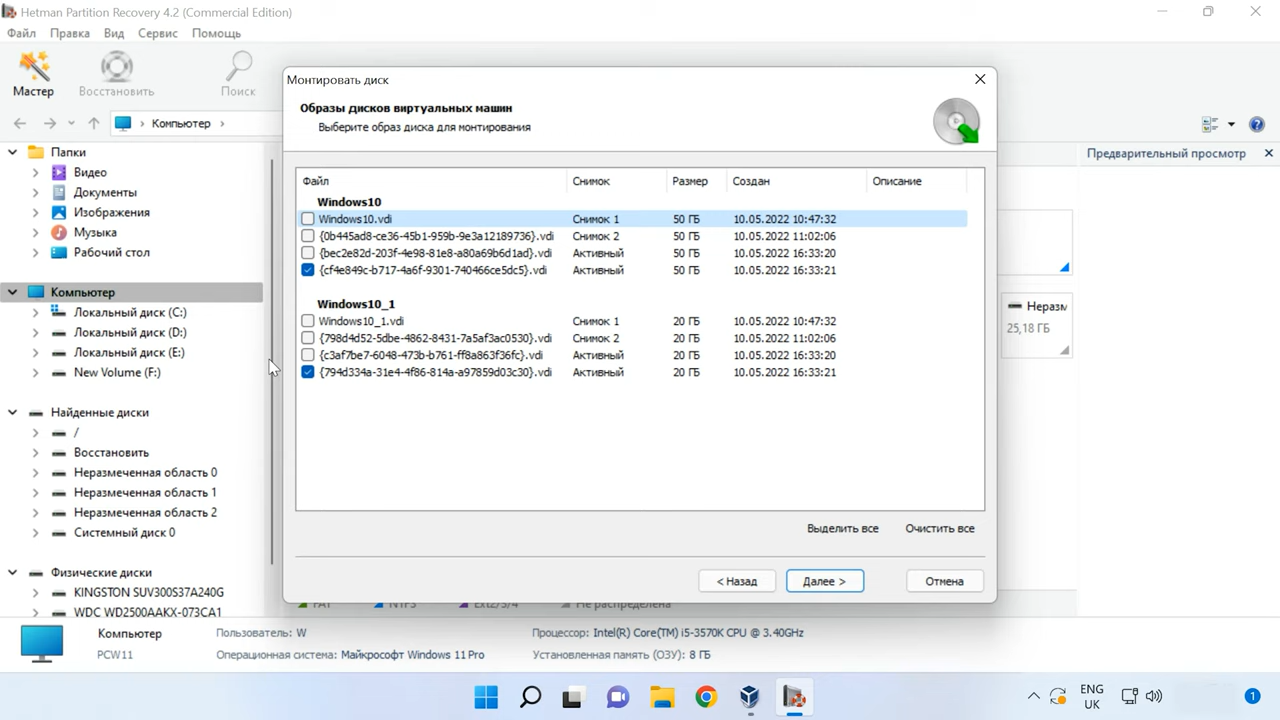 Hetman Partition Recovery 4.2 (Commercial Edition)
Файл Правка Вид Сервис Помощь
Мастер Восстановить Поиск
Компьютер
Предварительный просмотр
Папки
Видео
Документы
Изображения
Музыка
Рабочий стол
Компьютер
Локальный диск (C:)
Локальный диск (D:)
Локальный диск (E:)
New Volume (F:)
Найденные диски
/
Восстановить
Неразмеченная область 0
Неразмеченная область 1
Неразмеченная область 2
Системный диск 0
Физические диски
KINGSTON SUV300S37A240G
WDC WD2500AAKX-073CA1
Монтировать диск
Образы дисков виртуальных машин
Выберите образ диска для монтирования
Файл Снимок Размер Создан Описание
Windows10
Windows10.vdi Снимок 1 50 ГБ 10.05.2022 10:47:32
{0b445ad8-ce36-45b1-959b-9e3a12189736}.vdi Снимок 2 50 ГБ 10.05.2022 11:02:06
{bec2e82d-203f-4e98-81e8-a80a69b6d1ad}.vdi Активный 50 ГБ 10.05.2022 16:33:20
{cf4e849c-b717-4a6f-9301-740466ce5dc5}.vdi Активный 50 ГБ 10.05.2022 16:33:21
Windows10_1
Windows10_1.vdi Снимок 1 20 ГБ 10.05.2022 10:47:32
{798d4d52-5dbe-4862-8431-7a5af3ac0530}.vdi Снимок 2 20 ГБ 10.05.2022 11:02:06
{c3af7be7-6048-473b-b761-ff8a863f36fc}.vdi Активный 20 ГБ 10.05.2022 16:33:20
{794d334a-31e4-4f86-814a-a97859d03c30}.vdi Активный 20 ГБ 10.05.2022 16:33:21
Выделить все Очистить все
< Назад Далее > Отмена
Неразм
25,18 ГБ
FAT NTFS Ext2/3/4 Не распределена
Компьютер Пользователь: W Процессор: Intel(R) Core(TM) i5-3570K CPU @ 3.40GHz
PCW11 Операционная система: Майкрософт Windows 11 Pro Установленная память (ОЗУ): 8 ГБ
ENG
UK
1